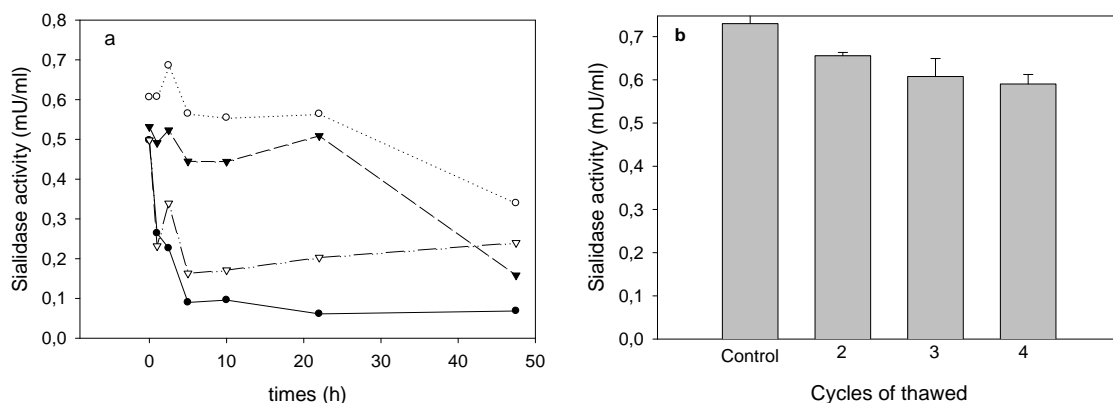 a
0,8
0,7
0,6
0,5
0,4
0,3
0,2
0,1
0,0
Sialidase activity (mU/ml)
0 10 20 30 40 50
times (h)
b
0,7
0,6
0,5
0,4
0,3
0,2
0,1
0,0
Sialidase activity (mU/ml)
Control 2 3 4
Cycles of thawed